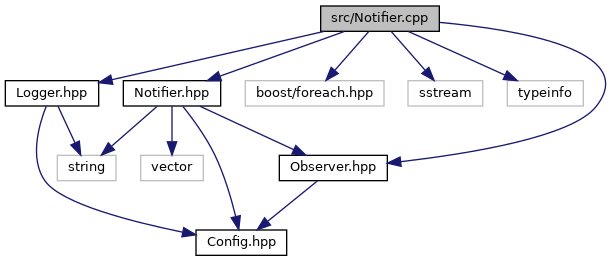 src/Notifier.cpp
Logger.hpp
Notifier.hpp
boost/foreach.hpp
sstream
typeinfo
string
vector
Observer.hpp
Config.hpp